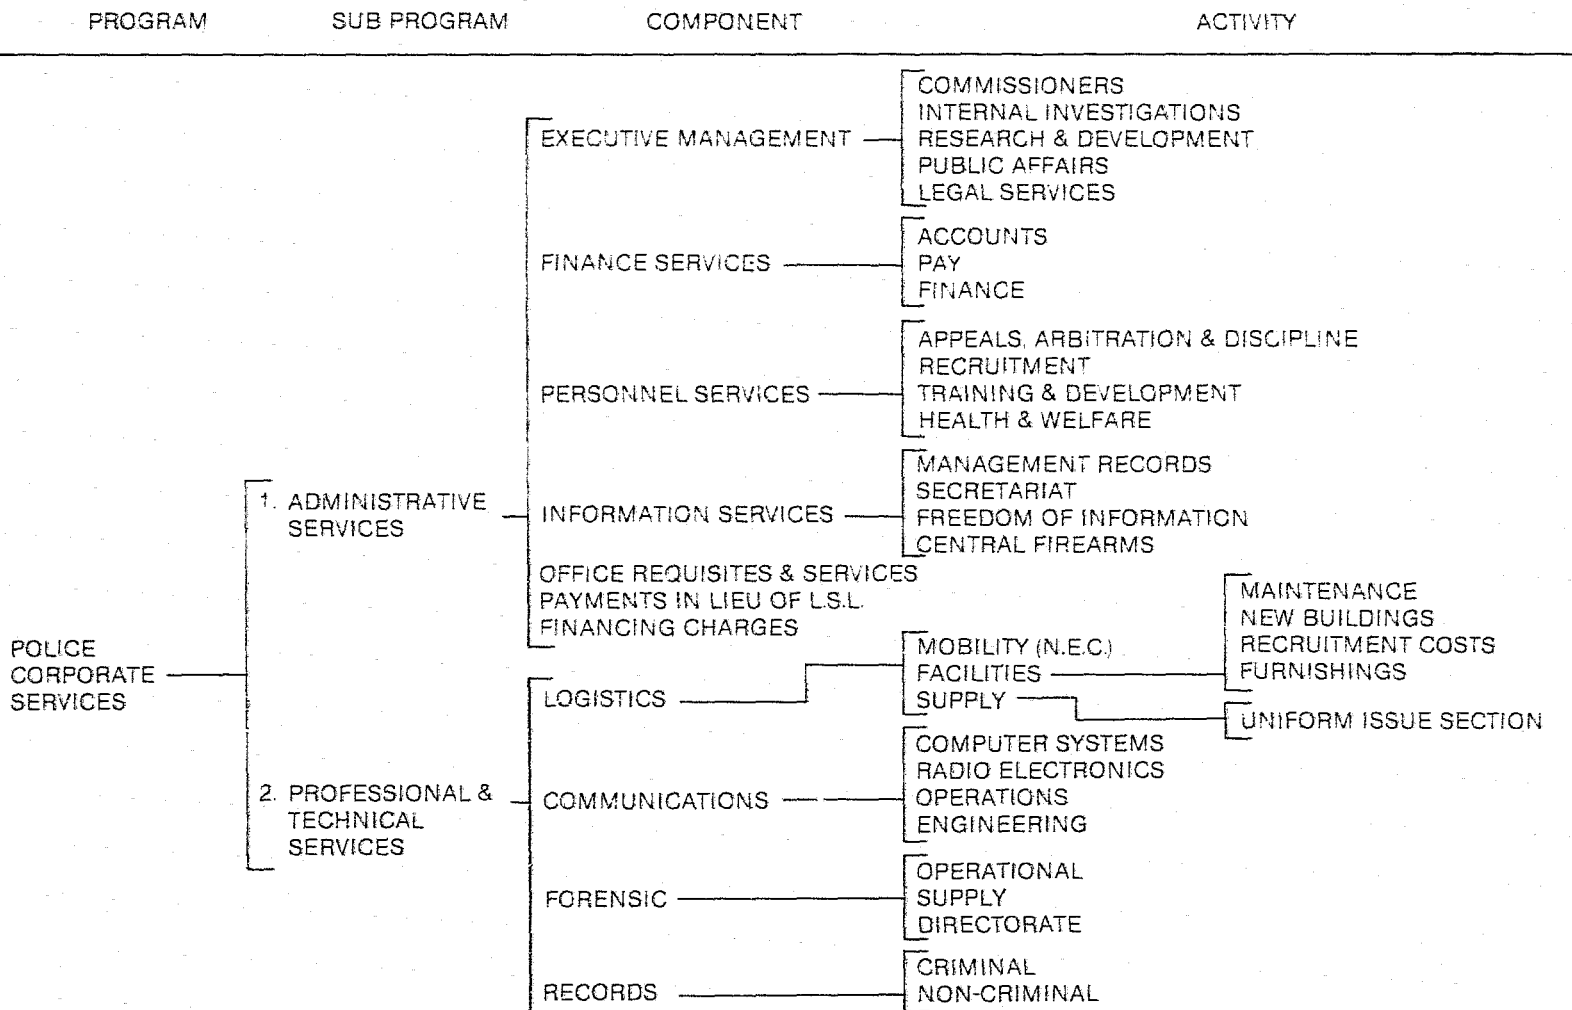 PROGRAM SUB PROGRAM COMPONENT ACTIVITY
COMMISSIONERS
INTERNAL INVESTIGATIONS
EXECUTIVE MANAGEMENT
RESEARCH & DEVELOPMENT
PUBLIC AFFAIRS
LEGAL SERVICES
ACCOUNTS
FINANCE SERVICES
PAY
FINANCE
APPEALS, ARBITRATION & DISCIPLINE
RECRUITMENT
PERSONNEL SERVICES
TRAINING & DEVELOPMENT
HEALTH & WELFARE
MANAGEMENT RECORDS
SECRETARIAT
1. ADMINISTRATIVE
SERVICES
INFORMATION SERVICES
FREEDOM OF INFORMATION
CENTRAL FIREARMS
OFFICE REQUISITES & SERVICES
PAYMENTS IN LIEU OF L.S.L.
FINANCING CHARGES
POLICE
CORPORATE
SERVICES
MOBILITY (N.E.C.)
FACILITIES
SUPPLY
MAINTENANCE
NEW BUILDINGS
RECRUITMENT COSTS
FURNISHINGS
LOGISTICS
UNIFORM ISSUE SECTION
COMPUTER SYSTEMS
RADIO ELECTRONICS
2. PROFESSIONAL &
TECHNICAL
SERVICES
COMMUNICATIONS
OPERATIONS
ENGINEERING
OPERATIONAL
FORENSIC
SUPPLY
DIRECTORATE
CRIMINAL
RECORDS
NON-CRIMINAL